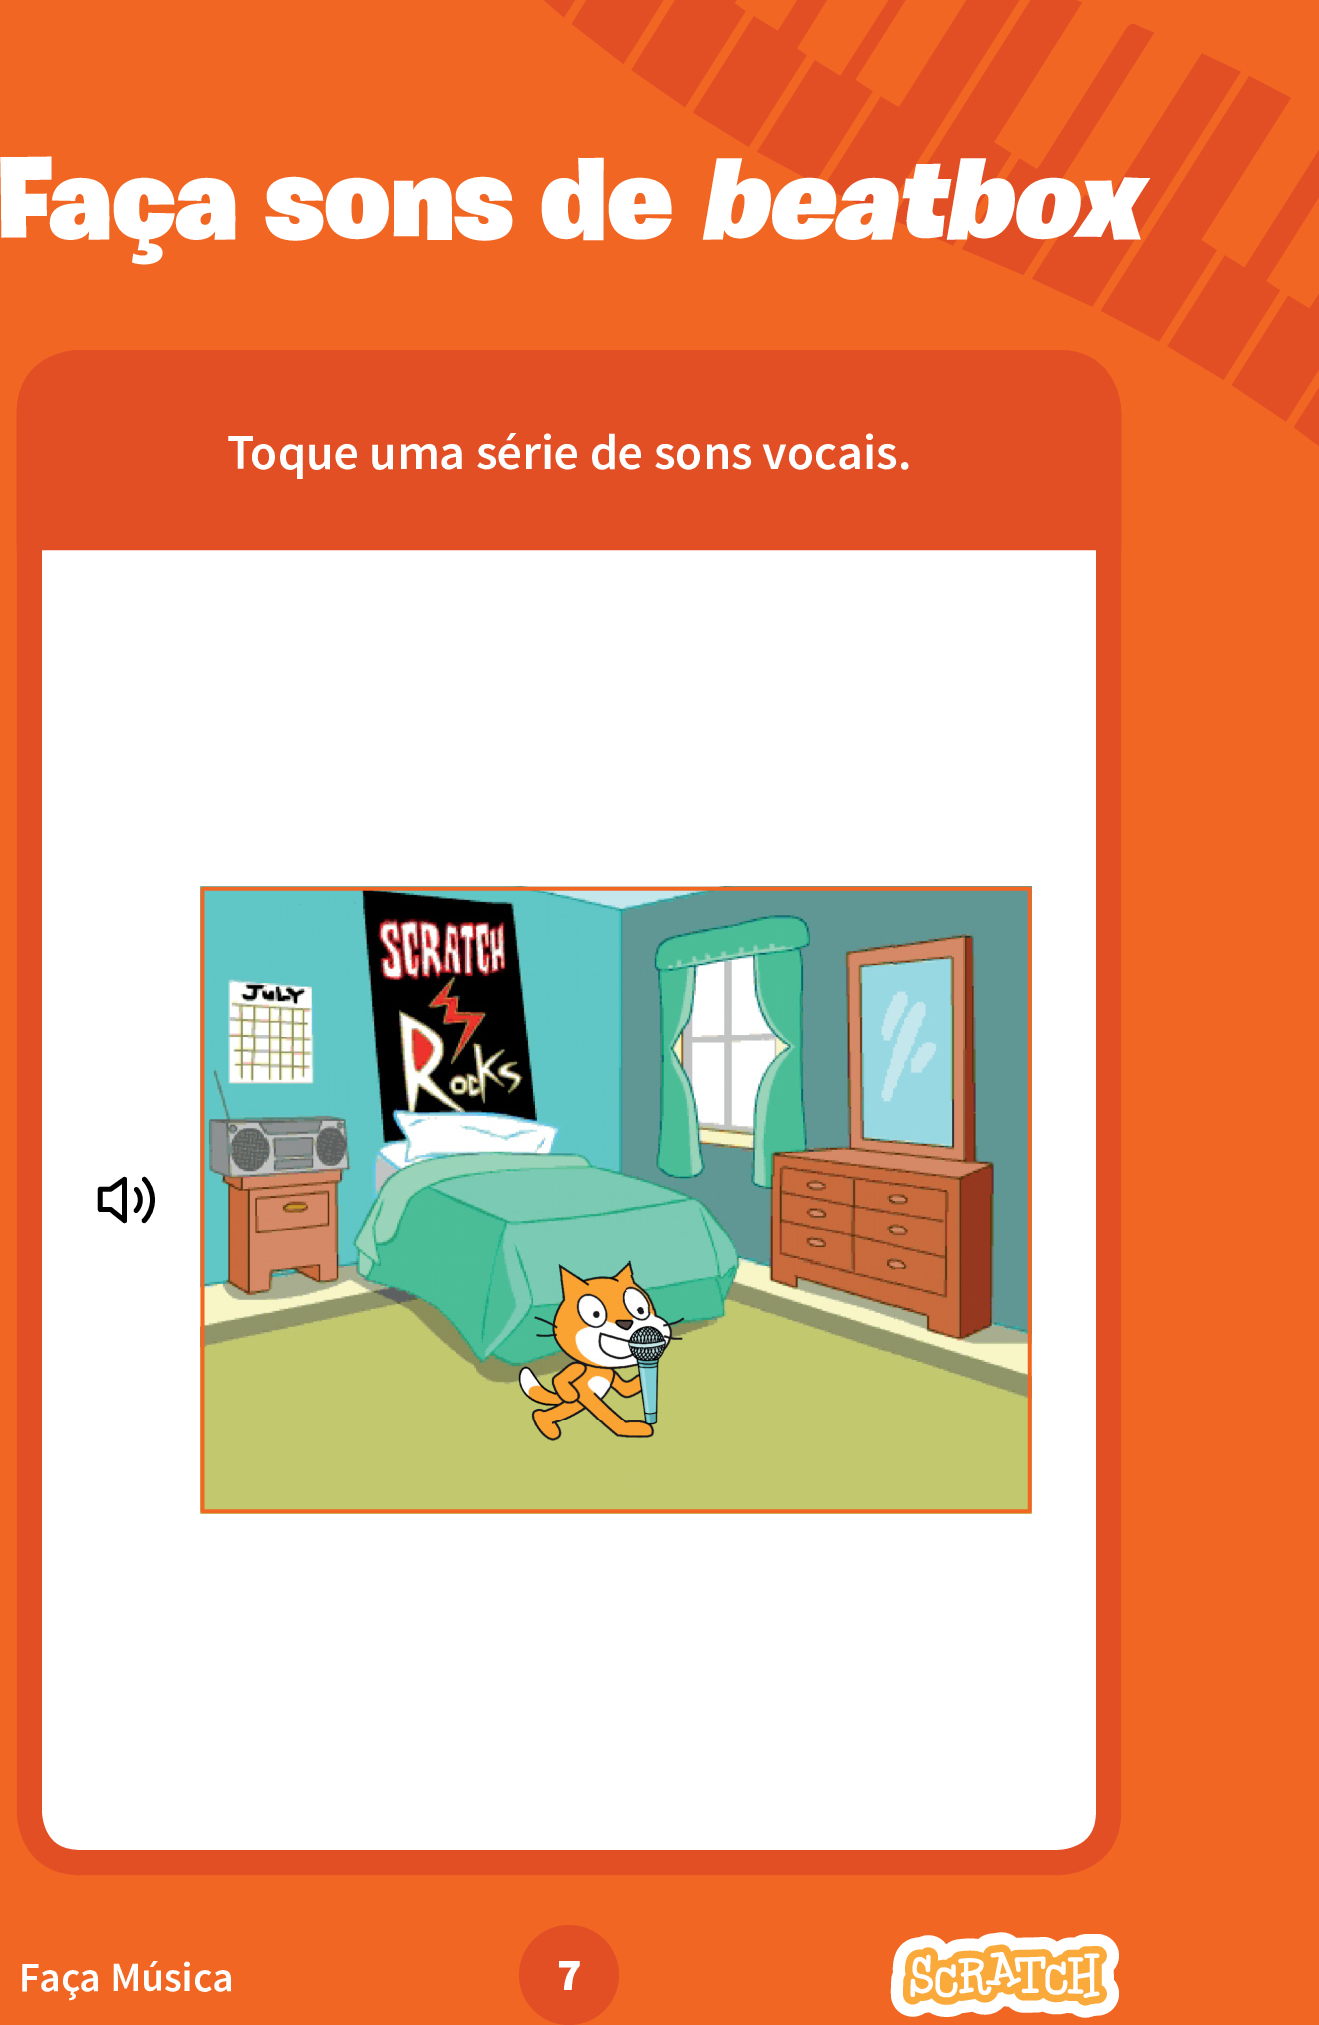 Faça sons de beatbox
Toque uma série de sons vocais.
JULY
SCRATCH
Rocks
Faça Música
7
SCRATCH